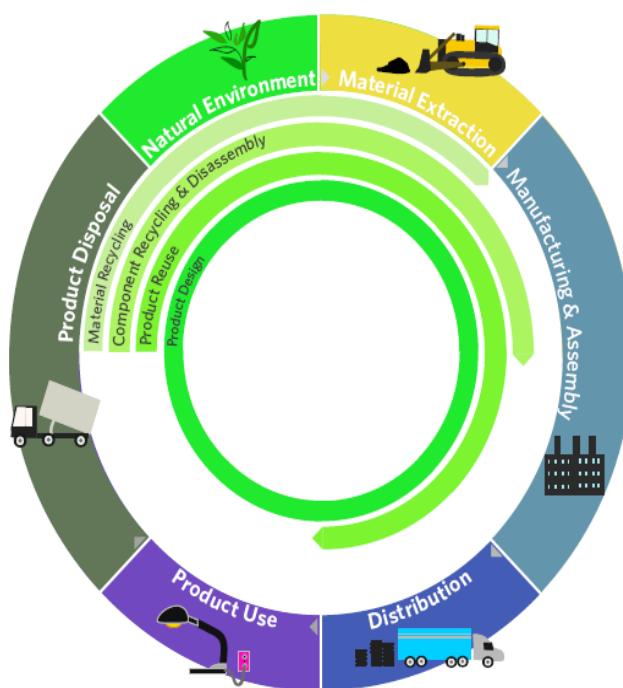 Natural Environment
Material Extraction
Manufacturing & Assembly
Distribution
Product Use
Product Disposal
Material Recycling
Component Recycling & Disassembly
Product Reuse
Product Design